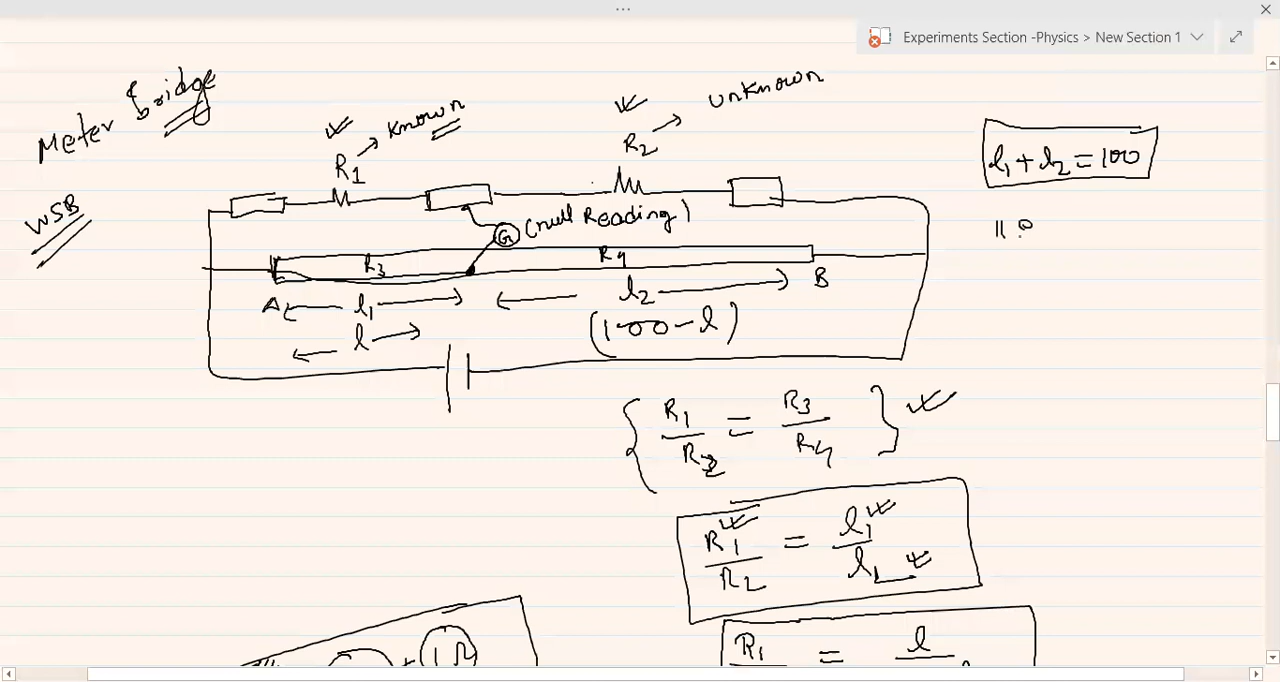 Experiments Section -Physics > New Section 1
Meter Bridge
WSB
R1 → Known
R2 → unknown
l1 + l2 = 100
G (null Reading)
R3
R4
A
l1
l2
B
l
(100 - l)
{ R1/R2 = R3/R4 }
R1/R2 = l1/l2
R1
= l
+ 1Ω